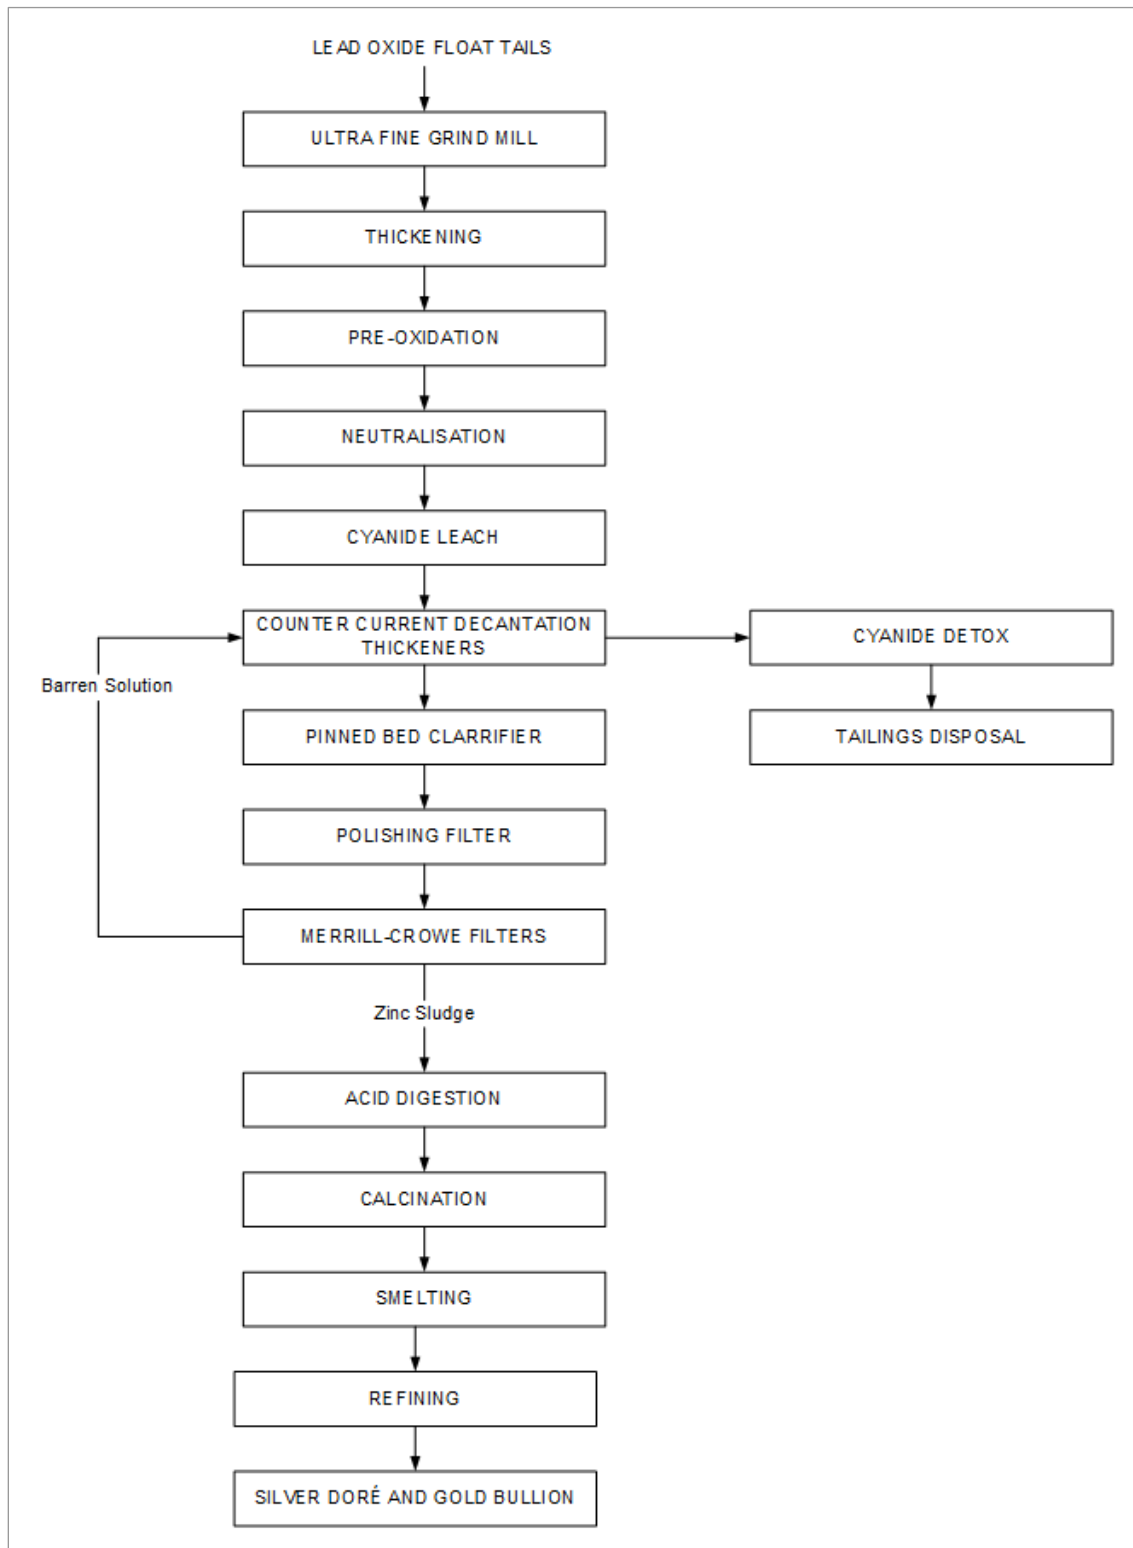 LEAD OXIDE FLOAT TAILS
ULTRA FINE GRIND MILL
THICKENING
PRE-OXIDATION
NEUTRALISATION
CYANIDE LEACH
COUNTER CURRENT DECANTATION
THICKENERS
CYANIDE DETOX
Barren Solution
PINNED BED CLARRIFIER
TAILINGS DISPOSAL
POLISHING FILTER
MERRILL-CROWE FILTERS
Zinc Sludge
ACID DIGESTION
CALCINATION
SMELTING
REFINING
SILVER DORÉ AND GOLD BULLION